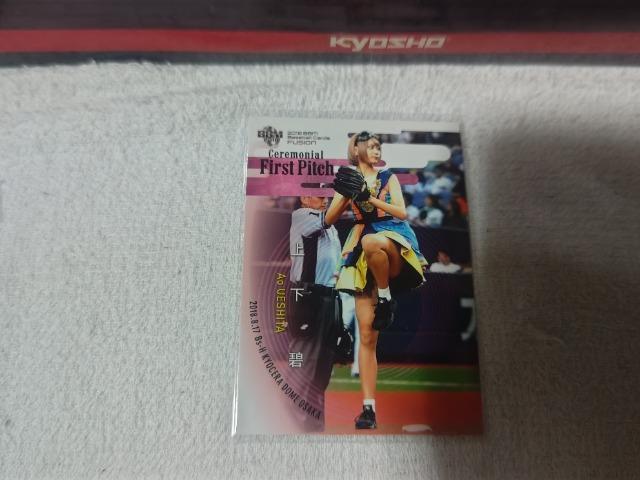 KYOSHO
BBM
2018 BBM
Baseball Cards
FUSION
Ceremonial
First Pitch
上下碧
Ao UESHITA
2018.8.17 Bs-H KYOCERA DOME OSAKA